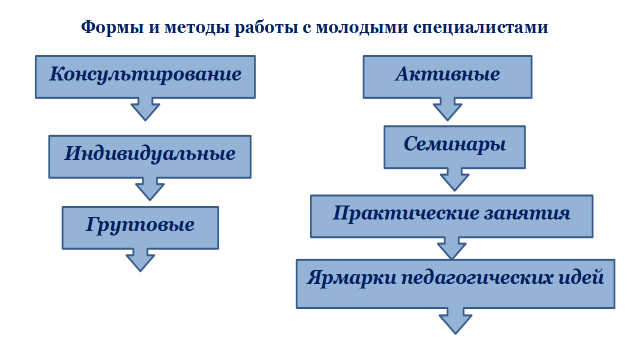 Формы и методы работы с молодыми специалистами
Консультирование
Индивидуальные
Групповые
Активные
Семинары
Практические занятия
Ярмарки педагогических идей